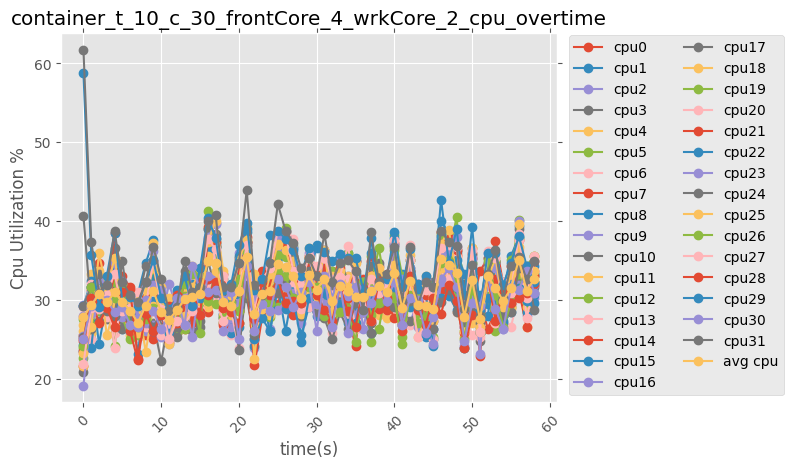 container_t_10_c_30_frontCore_4_wrkCore_2_cpu_overtime
Cpu Utilization %
60
50
40
30
20
0
10
20
30
40
50
60
time(s)
cpu0
cpu1
cpu2
cpu3
cpu4
cpu5
cpu6
cpu7
cpu8
cpu9
cpu10
cpu11
cpu12
cpu13
cpu14
cpu15
cpu16
cpu17
cpu18
cpu19
cpu20
cpu21
cpu22
cpu23
cpu24
cpu25
cpu26
cpu27
cpu28
cpu29
cpu30
cpu31
avg cpu